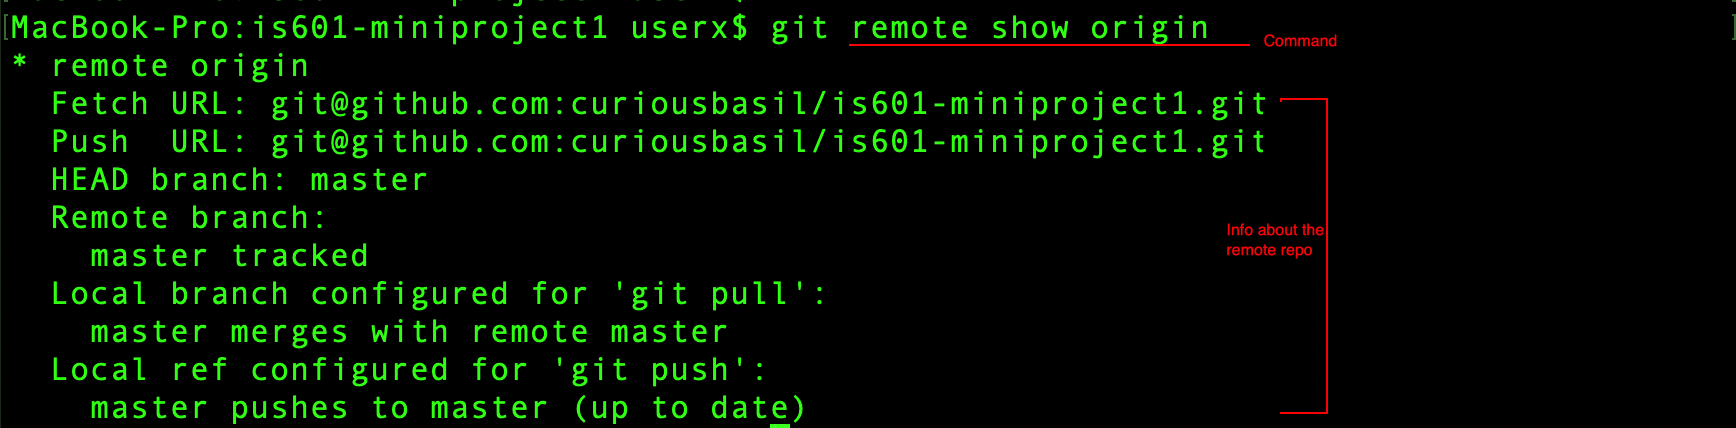 [MacBook-Pro:is601-miniproject1 userx$ git remote show origin ]
Command
* remote origin
  Fetch URL: git@github.com:curiousbasil/is601-miniproject1.git
  Push  URL: git@github.com:curiousbasil/is601-miniproject1.git
  HEAD branch: master
  Remote branch:
    master tracked
  Local branch configured for 'git pull':
    master merges with remote master
  Local ref configured for 'git push':
    master pushes to master (up to date)
Info about the
remote repo